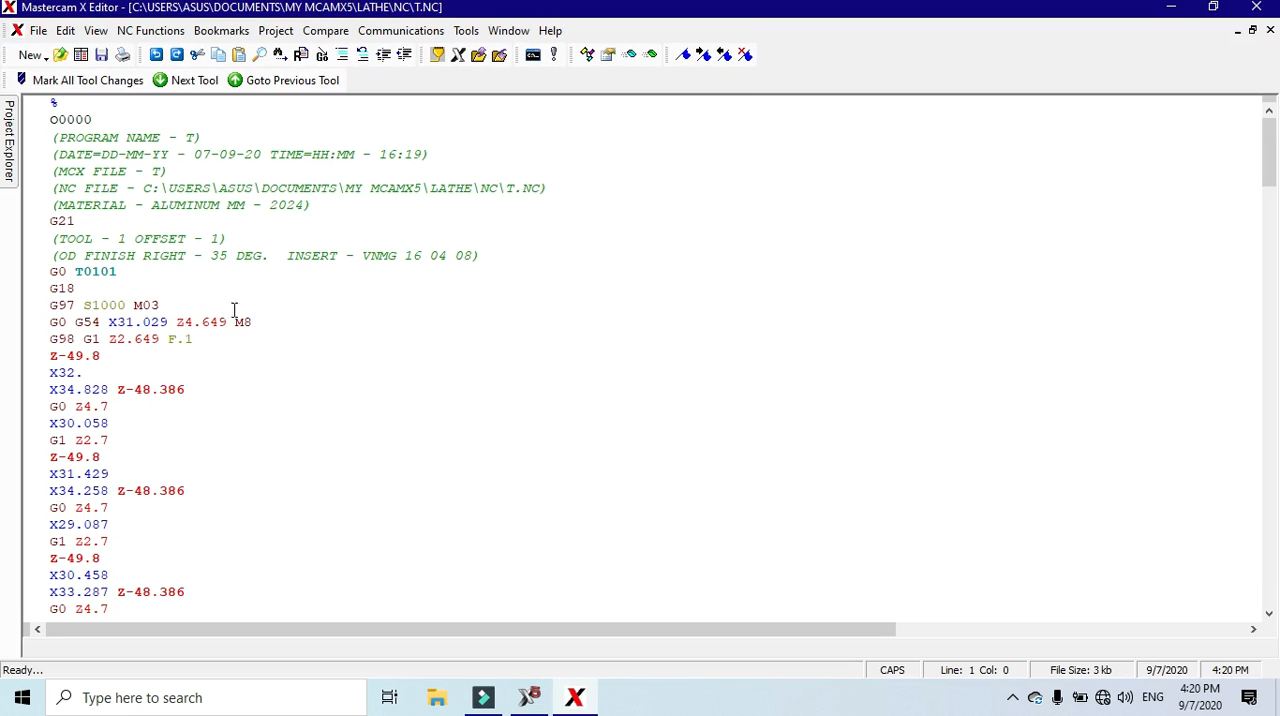 Mastercam X Editor - [C:\USERS\ASUS\DOCUMENTS\MY MCAMX5\LATHE\NC\T.NC]
File Edit View NC Functions Bookmarks Project Compare Communications Tools Window Help
New
Mark All Tool Changes Next Tool Goto Previous Tool
Project Explorer
%
O0000
(PROGRAM NAME - T)
(DATE=DD-MM-YY - 07-09-20 TIME=HH:MM - 16:19)
(MCX FILE - T)
(NC FILE - C:\USERS\ASUS\DOCUMENTS\MY MCAMX5\LATHE\NC\T.NC)
(MATERIAL - ALUMINUM MM - 2024)
G21
(TOOL - 1 OFFSET - 1)
(OD FINISH RIGHT - 35 DEG.  INSERT - VNMG 16 04 08)
G0 T0101
G18
G97 S1000 M03
G0 G54 X31.029 Z4.649 M8
G98 G1 Z2.649 F.1
Z-49.8
X32.
X34.828 Z-48.386
G0 Z4.7
X30.058
G1 Z2.7
Z-49.8
X31.429
X34.258 Z-48.386
G0 Z4.7
X29.087
G1 Z2.7
Z-49.8
X30.458
X33.287 Z-48.386
G0 Z4.7
Ready... CAPS Line: 1 Col: 0 File Size: 3 kb 9/7/2020 4:20 PM
Type here to search ENG 4:20 PM
9/7/2020